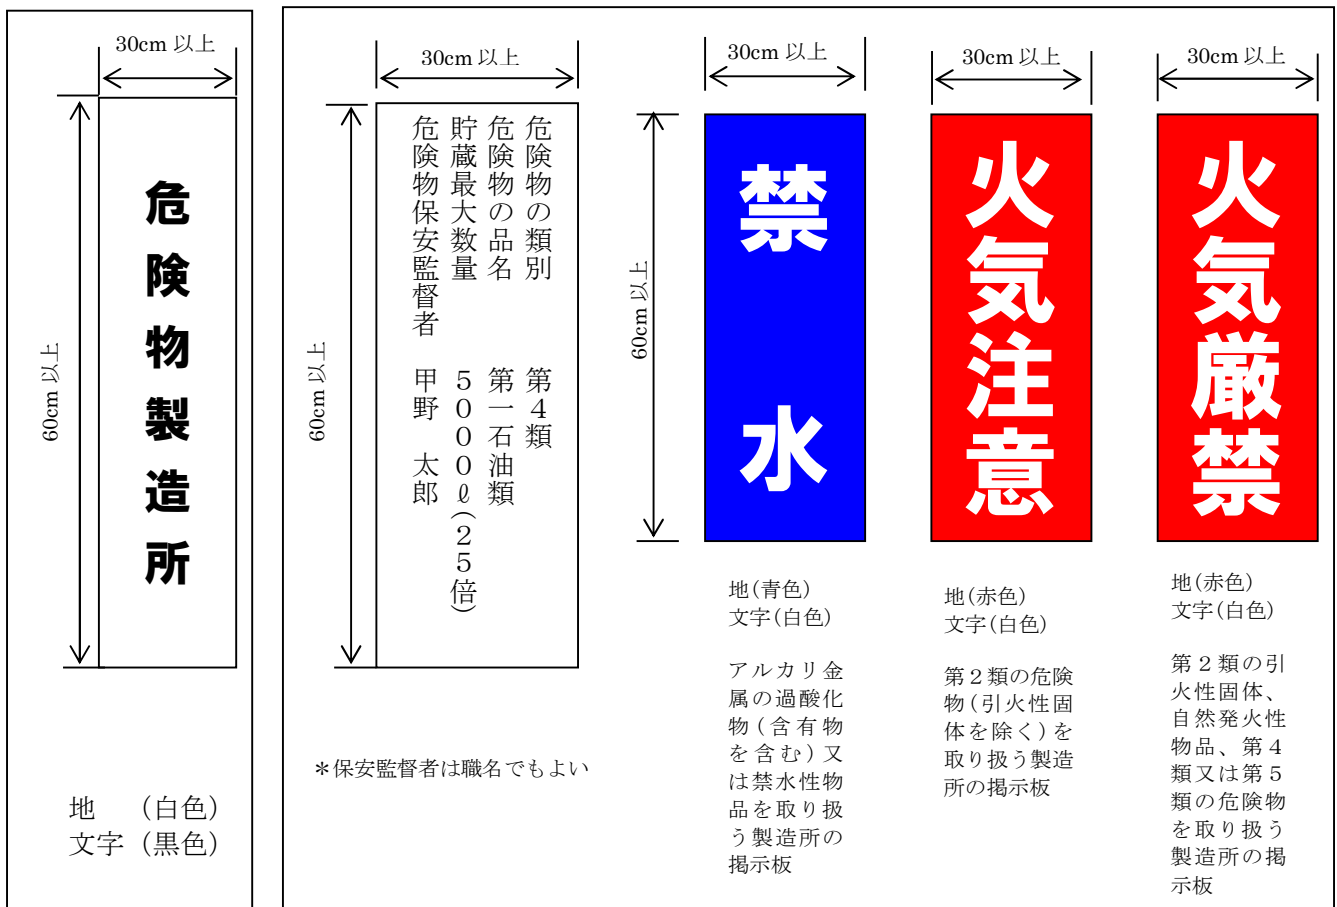 30cm 以上
60cm 以上
危険物製造所
地　（白色）
文字（黒色）
30cm 以上
60cm 以上
危険物の類別　第４類
危険物の品名　第一石油類
貯蔵最大数量　５０００ℓ（２５倍）
危険物保安監督者　甲野　太郎
＊保安監督者は職名でもよい
30cm 以上
60cm 以上
禁水
地(青色)
文字(白色)
アルカリ金
属の過酸化
物(含有物
を含む)又
は禁水性物
品を取り扱
う製造所の
掲示板
30cm 以上
火気注意
地(赤色)
文字(白色)
第２類の危険
物(引火性固
体を除く)を
取り扱う製造
所の掲示板
30cm 以上
火気厳禁
地(赤色)
文字(白色)
第２類の引
火性固体、
自然発火性
物品、第４
類又は第５
類の危険物
を取り扱う
製造所の掲
示板